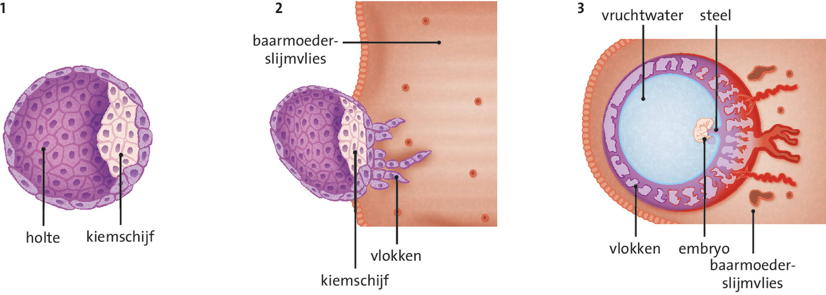 1
holte
kiemschijf
2
baarmoeder-
slijmvlies
vlokken
kiemschijf
3
vruchtwater
steel
vlokken
embryo
baarmoeder-
slijmvlies